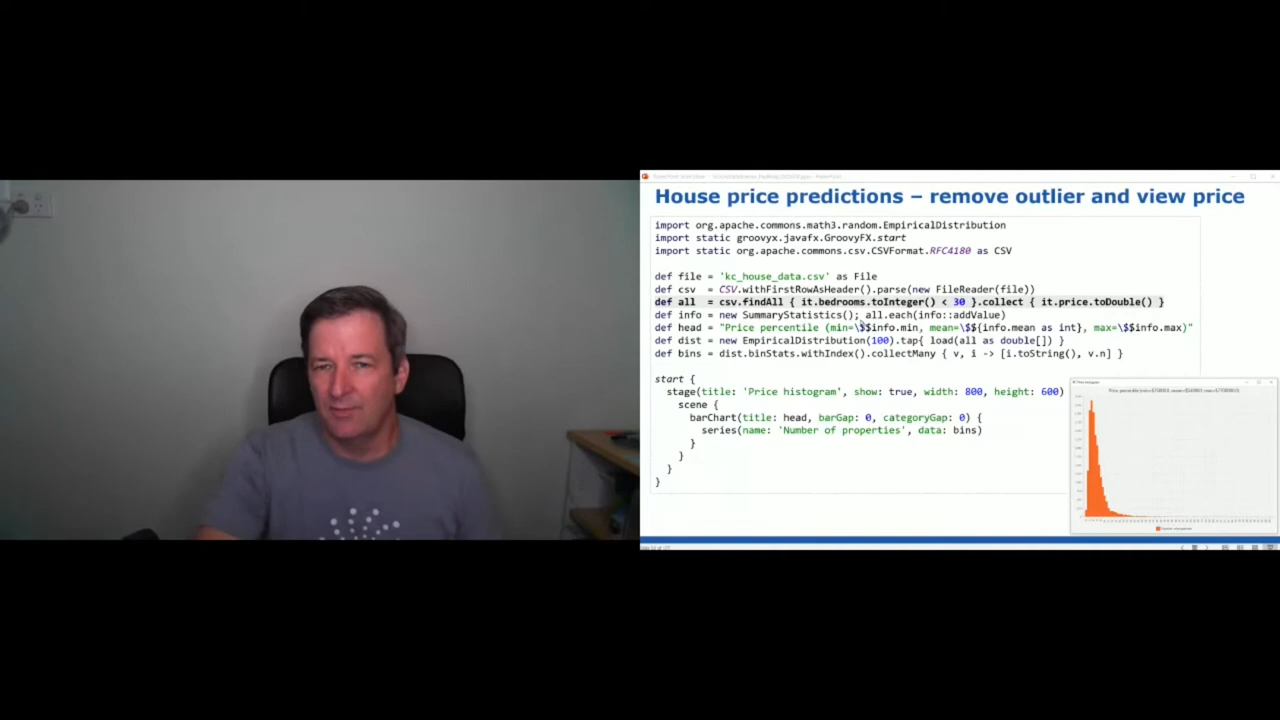 House price predictions – remove outlier and view price
import org.apache.commons.math3.random.EmpiricalDistribution
import static groovyx.javafx.GroovyFX.start
import static org.apache.commons.csv.CSVFormat.RFC4180 as CSV
def file = 'kc_house_data.csv' as File
def csv = CSV.withFirstRowAsHeader().parse(new FileReader(file))
def all = csv.findAll { it.bedrooms.toInteger() < 30 }.collect { it.price.toDouble() }
def info = new SummaryStatistics(); all.each(info::addValue)
def head = "Price percentile (min=\$$info.min, mean=\$${info.mean as int}, max=\$$info.max)"
def dist = new EmpiricalDistribution(100).tap{ load(all as double[]) }
def bins = dist.binStats.withIndex().collectMany { v, i -> [i.toString(), v.n] }
start {
stage(title: 'Price histogram', show: true, width: 800, height: 600)
scene {
barChart(title: head, barGap: 0, categoryGap: 0) {
series(name: 'Number of properties', data: bins)
}
}
}
}